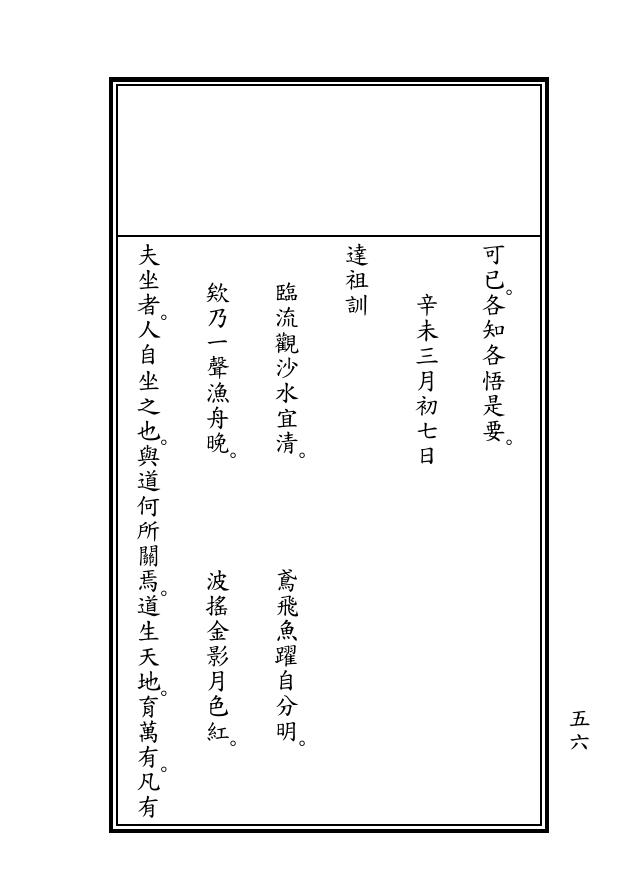 可已。各知各悟是要。
辛未三月初七日
達祖訓
臨流觀沙水宜清。　鳶飛魚躍自分明。
欸乃一聲漁舟晚。　波搖金影月色紅。
夫坐者。人自坐之也。與道何所關焉。道生天地。育萬有。凡有
五六